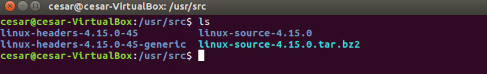 cesar@cesar-VirtualBox: /usr/src
cesar@cesar-VirtualBox:/usr/src$ ls
linux-headers-4.15.0-45 linux-source-4.15.0
linux-headers-4.15.0-45-generic linux-source-4.15.0.tar.bz2
cesar@cesar-VirtualBox:/usr/src$